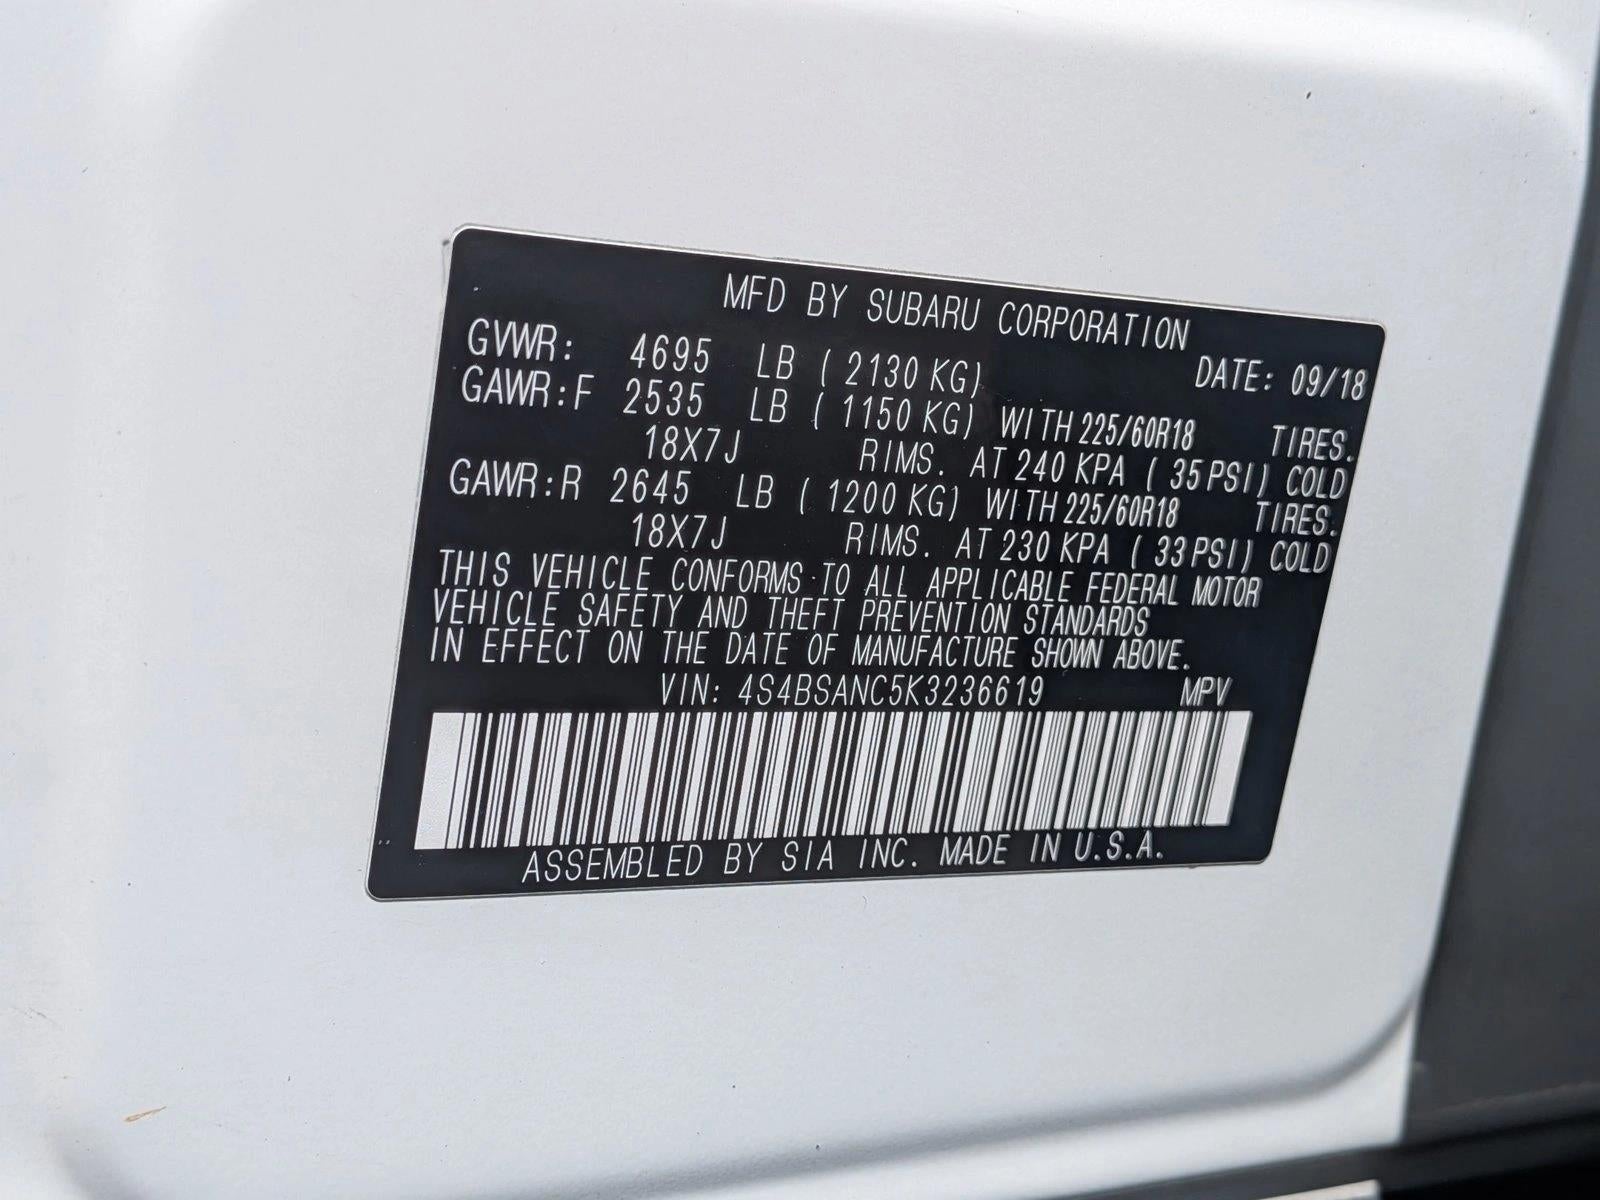 MFD BY SUBARU CORPORATION
GVWR: 4695 LB ( 2130 KG) DATE: 09/18
GAWR:F 2535 LB ( 1150 KG) WITH 225/60R18 TIRES.
18X7J RIMS. AT 240 KPA ( 35 PSI) COLD
GAWR:R 2645 LB ( 1200 KG) WITH 225/60R18 TIRES.
18X7J RIMS. AT 230 KPA ( 33 PSI) COLD
THIS VEHICLE CONFORMS TO ALL APPLICABLE FEDERAL MOTOR
VEHICLE SAFETY AND THEFT PREVENTION STANDARDS
IN EFFECT ON THE DATE OF MANUFACTURE SHOWN ABOVE.
VIN: 4S4BSANC5K3236619 MPV
ASSEMBLED BY SIA INC. MADE IN U.S.A.